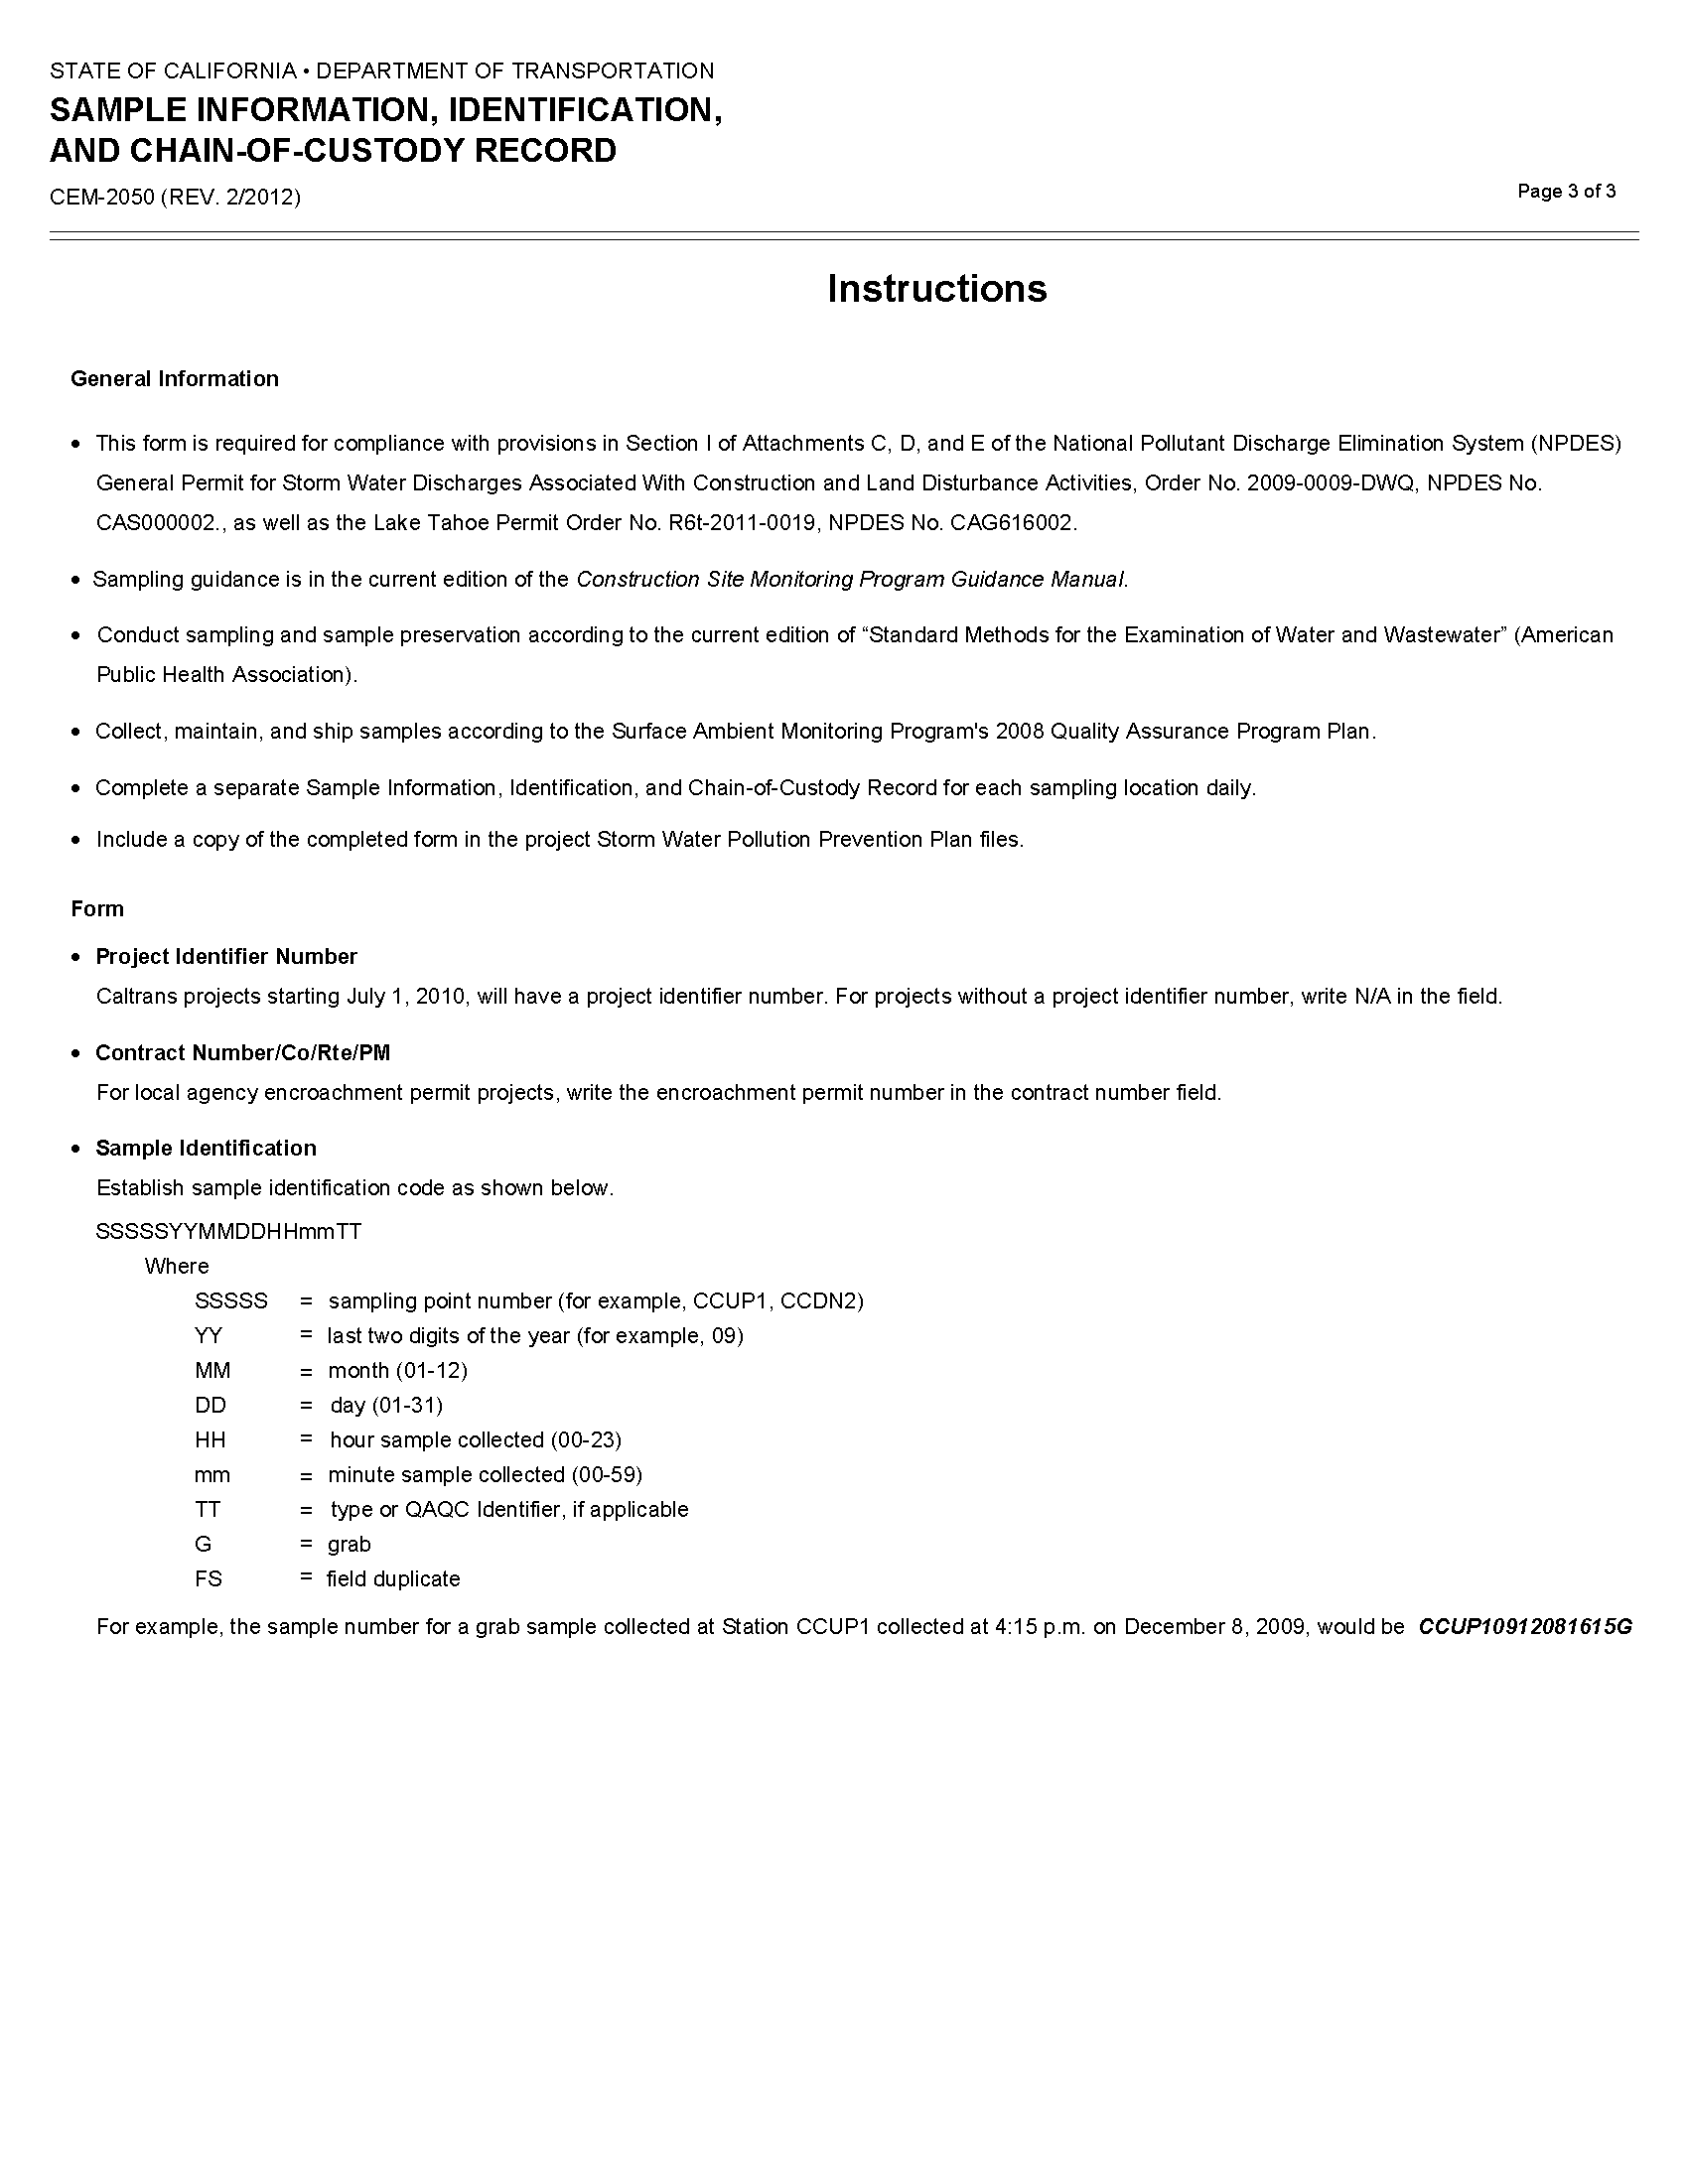 STATE OF CALIFORNIA • DEPARTMENT OF TRANSPORTATION
SAMPLE INFORMATION, IDENTIFICATION,
AND CHAIN-OF-CUSTODY RECORD
CEM-2050 (REV. 2/2012)
Page 3 of 3
Instructions
General Information
• This form is required for compliance with provisions in Section I of Attachments C, D, and E of the National Pollutant Discharge Elimination System (NPDES)
General Permit for Storm Water Discharges Associated With Construction and Land Disturbance Activities, Order No. 2009-0009-DWQ, NPDES No.
CAS000002., as well as the Lake Tahoe Permit Order No. R6t-2011-0019, NPDES No. CAG616002.
• Sampling guidance is in the current edition of the Construction Site Monitoring Program Guidance Manual.
• Conduct sampling and sample preservation according to the current edition of “Standard Methods for the Examination of Water and Wastewater” (American
Public Health Association).
• Collect, maintain, and ship samples according to the Surface Ambient Monitoring Program's 2008 Quality Assurance Program Plan.
• Complete a separate Sample Information, Identification, and Chain-of-Custody Record for each sampling location daily.
• Include a copy of the completed form in the project Storm Water Pollution Prevention Plan files.
Form
• Project Identifier Number
Caltrans projects starting July 1, 2010, will have a project identifier number. For projects without a project identifier number, write N/A in the field.
• Contract Number/Co/Rte/PM
For local agency encroachment permit projects, write the encroachment permit number in the contract number field.
• Sample Identification
Establish sample identification code as shown below.
SSSSSYYMMDDHHmmTT
Where
SSSSS = sampling point number (for example, CCUP1, CCDN2)
YY = last two digits of the year (for example, 09)
MM = month (01-12)
DD = day (01-31)
HH = hour sample collected (00-23)
mm = minute sample collected (00-59)
TT = type or QAQC Identifier, if applicable
G = grab
FS = field duplicate
For example, the sample number for a grab sample collected at Station CCUP1 collected at 4:15 p.m. on December 8, 2009, would be CCUP10912081615G